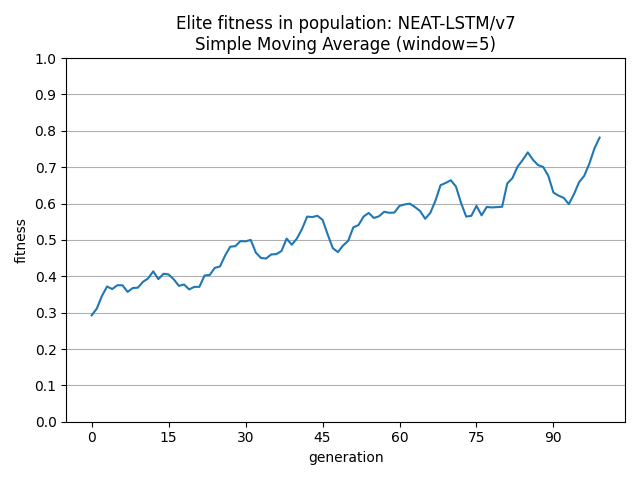 Elite fitness in population: NEAT-LSTM/v7
Simple Moving Average (window=5)
1.0
0.9
0.8
0.7
0.6
0.5
0.4
0.3
0.2
0.1
0.0
fitness
0 15 30 45 60 75 90
generation